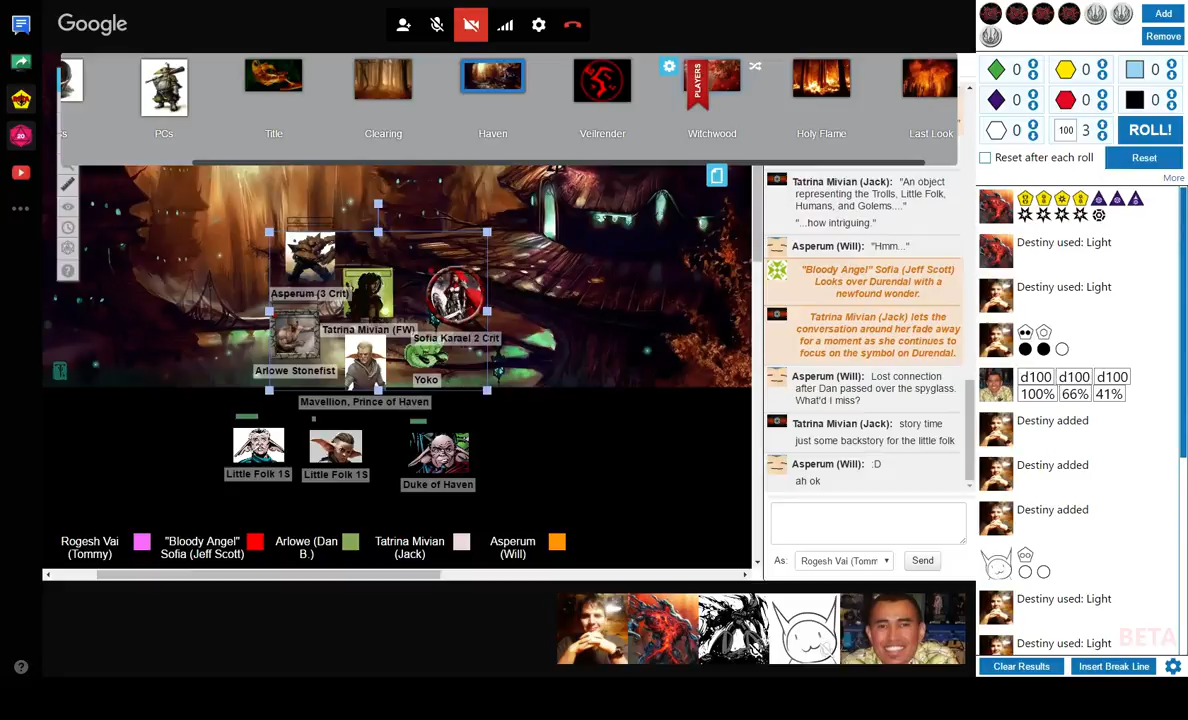 Google
Add
Remove
PLAYERS
cs
PCs
Title
Clearing
Haven
Veilrender
Witchwood
Holy Flame
Last Look
0
0
0
0
0
0
0
100
3
ROLL!
Reset after each roll
Reset
More
20
Tatrina Mivian (Jack): "An object
representing the Trolls, Little Folk,
Humans, and Golems...."
"...how intriguing."
Asperum (Will): "Hmm..."
"Bloody Angel" Sofia (Jeff Scott)
Looks over Durendal with a
newfound wonder.
Tatrina Mivian (Jack) lets the
conversation around her fade away
for a moment as she continues to
focus on the symbol on Durendal.
Asperum (Will): Lost connection
after Dan passed over the spyglass.
What'd I miss?
Tatrina Mivian (Jack): story time
just some backstory for the little folk
Asperum (Will): :D
ah ok
As:
Rogesh Vai (Tomm
Send
Asperum (3 Crit)
Tatrina Mivian (FW)
Sofia Karael 2 Crit
Arlowe Stonefist
Yoko
Mavellion, Prince of Haven
Little Folk 1S
Little Folk 1S
Duke of Haven
Rogesh Vai
(Tommy)
"Bloody Angel"
Sofia (Jeff Scott)
Arlowe (Dan
B.)
Tatrina Mivian
(Jack)
Asperum
(Will)
Destiny used: Light
Destiny used: Light
d100 d100 d100
100% 66% 41%
Destiny added
Destiny added
Destiny added
Destiny used: Light
Destiny used: Light
BETA
Clear Results
Insert Break Line